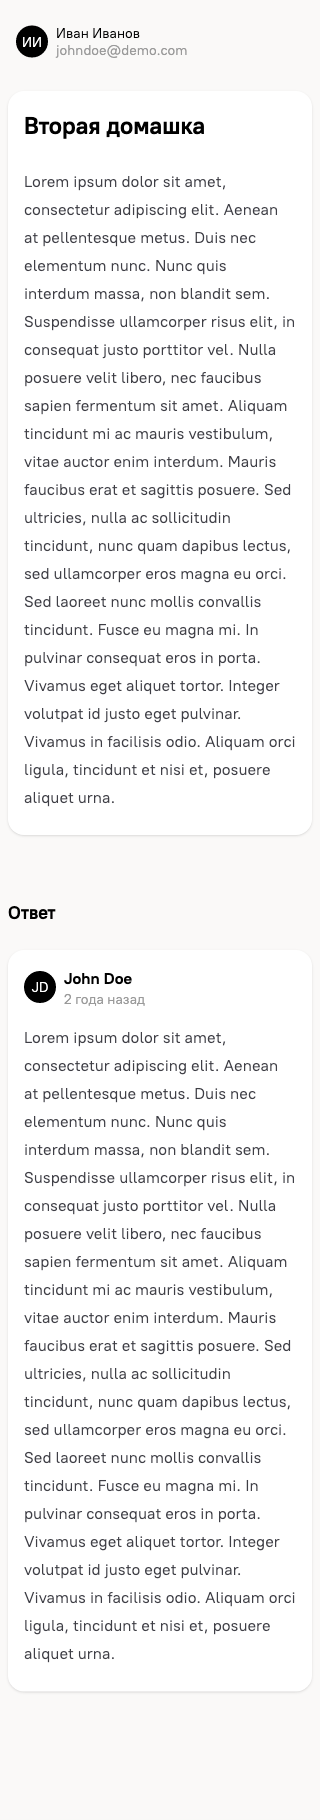 ИИ
Иван Иванов
johndoe@demo.com
Вторая домашка
Lorem ipsum dolor sit amet,
consectetur adipiscing elit. Aenean
at pellentesque metus. Duis nec
elementum nunc. Nunc quis
interdum massa, non blandit sem.
Suspendisse ullamcorper risus elit, in
consequat justo porttitor vel. Nulla
posuere velit libero, nec faucibus
sapien fermentum sit amet. Aliquam
tincidunt mi ac mauris vestibulum,
vitae auctor enim interdum. Mauris
faucibus erat et sagittis posuere. Sed
ultricies, nulla ac sollicitudin
tincidunt, nunc quam dapibus lectus,
sed ullamcorper eros magna eu orci.
Sed laoreet nunc mollis convallis
tincidunt. Fusce eu magna mi. In
pulvinar consequat eros in porta.
Vivamus eget aliquet tortor. Integer
volutpat id justo eget pulvinar.
Vivamus in facilisis odio. Aliquam orci
ligula, tincidunt et nisi et, posuere
aliquet urna.
Ответ
JD
John Doe
2 года назад
Lorem ipsum dolor sit amet,
consectetur adipiscing elit. Aenean
at pellentesque metus. Duis nec
elementum nunc. Nunc quis
interdum massa, non blandit sem.
Suspendisse ullamcorper risus elit, in
consequat justo porttitor vel. Nulla
posuere velit libero, nec faucibus
sapien fermentum sit amet. Aliquam
tincidunt mi ac mauris vestibulum,
vitae auctor enim interdum. Mauris
faucibus erat et sagittis posuere. Sed
ultricies, nulla ac sollicitudin
tincidunt, nunc quam dapibus lectus,
sed ullamcorper eros magna eu orci.
Sed laoreet nunc mollis convallis
tincidunt. Fusce eu magna mi. In
pulvinar consequat eros in porta.
Vivamus eget aliquet tortor. Integer
volutpat id justo eget pulvinar.
Vivamus in facilisis odio. Aliquam orci
ligula, tincidunt et nisi et, posuere
aliquet urna.